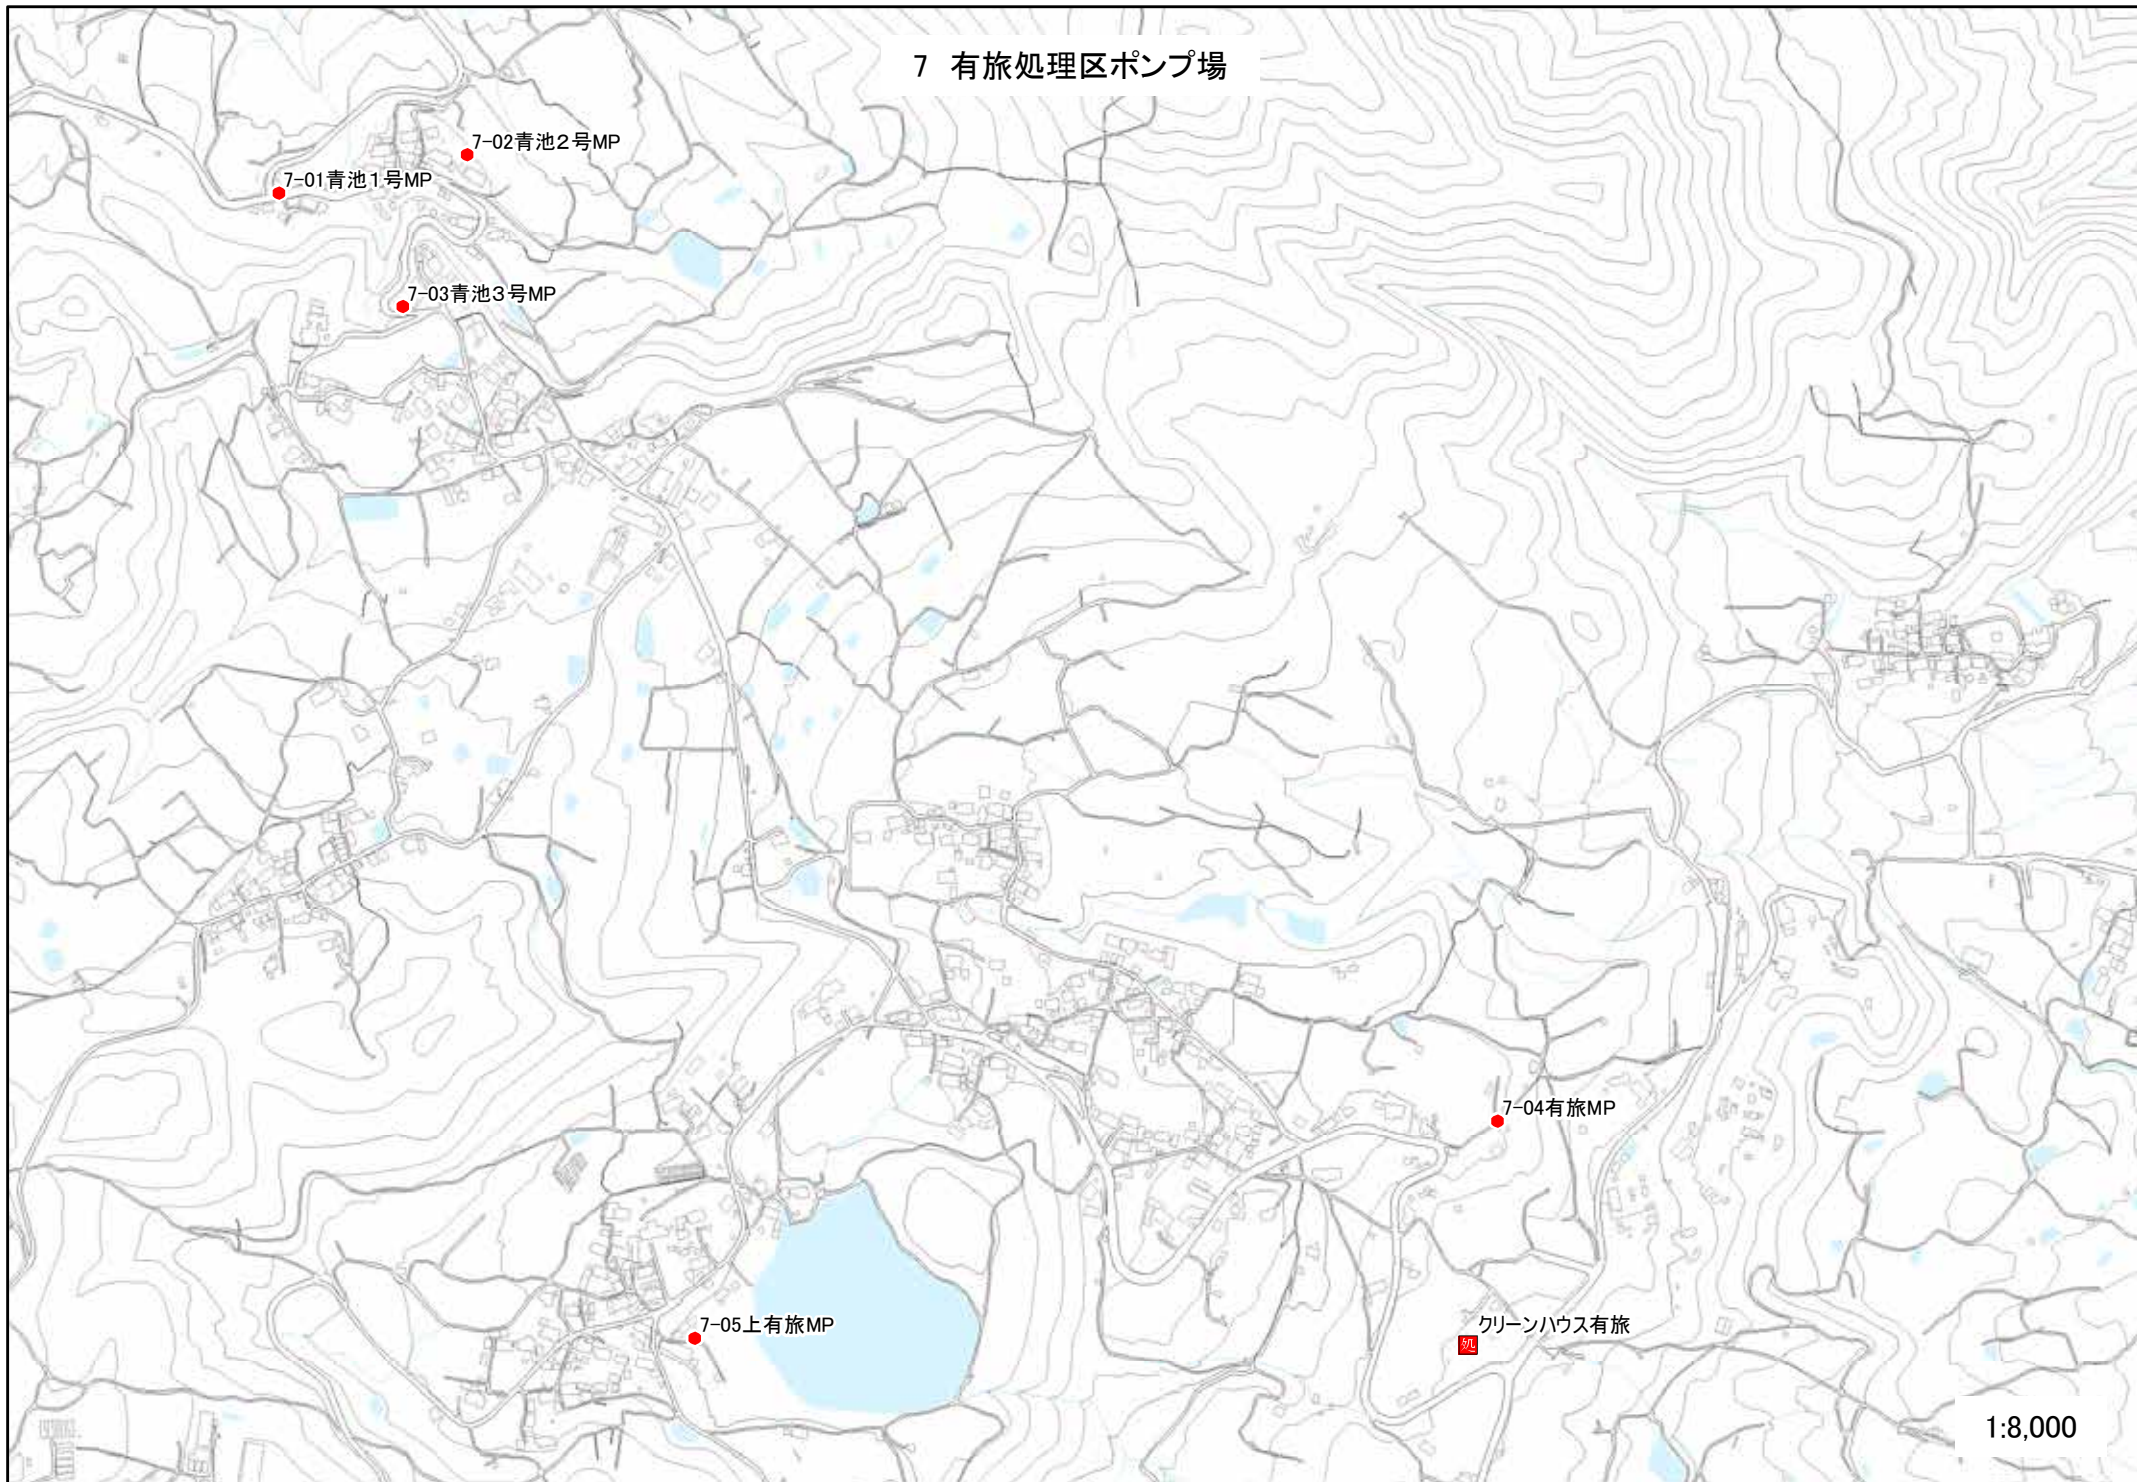 7 有旅処理区ポンプ場
7-02青池２号MP
7-01青池１号MP
7-03青池３号MP
7-04有旅MP
7-05上有旅MP
クリーンハウス有旅
処
1:8,000